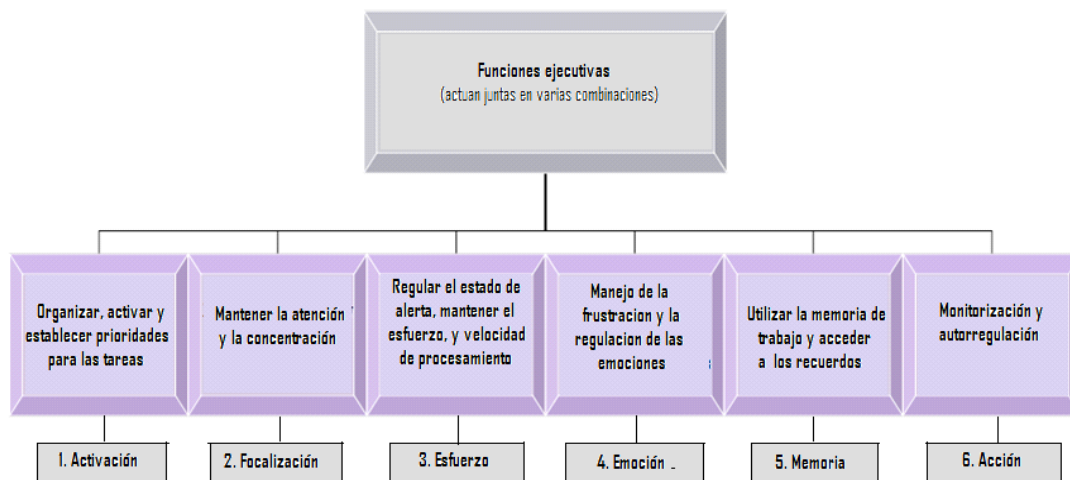 Funciones ejecutivas
(actuan juntas en varias combinaciones)
Organizar, activar y
establecer prioridades
para las tareas
Mantener la atención
y la concentración
Regular el estado de
alerta, mantener el
esfuerzo, y velocidad
de procesamiento
Manejo de la
frustracion y la
regulacion de las
emociones
Utilizar la memoria de
trabajo y acceder
a los recuerdos
Monitorización y
autorregulación
1. Activación
2. Focalización
3. Esfuerzo
4. Emoción
5. Memoria
6. Acción